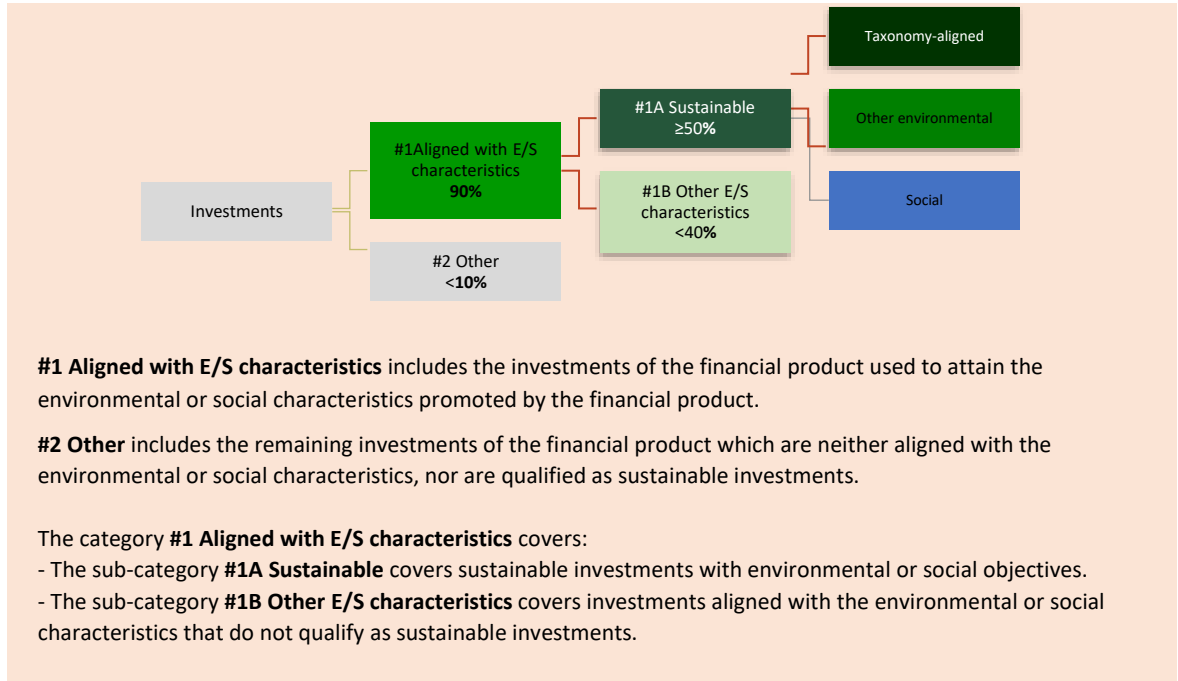 Taxonomy-aligned
#1A Sustainable
≥50%
Other environmental
#1Aligned with E/S
characteristics
90%
#1B Other E/S
characteristics
<40%
Social
Investments
#2 Other
<10%
#1 Aligned with E/S characteristics includes the investments of the financial product used to attain the
environmental or social characteristics promoted by the financial product.
#2 Other includes the remaining investments of the financial product which are neither aligned with the
environmental or social characteristics, nor are qualified as sustainable investments.
The category #1 Aligned with E/S characteristics covers:
- The sub-category #1A Sustainable covers sustainable investments with environmental or social objectives.
- The sub-category #1B Other E/S characteristics covers investments aligned with the environmental or social
characteristics that do not qualify as sustainable investments.